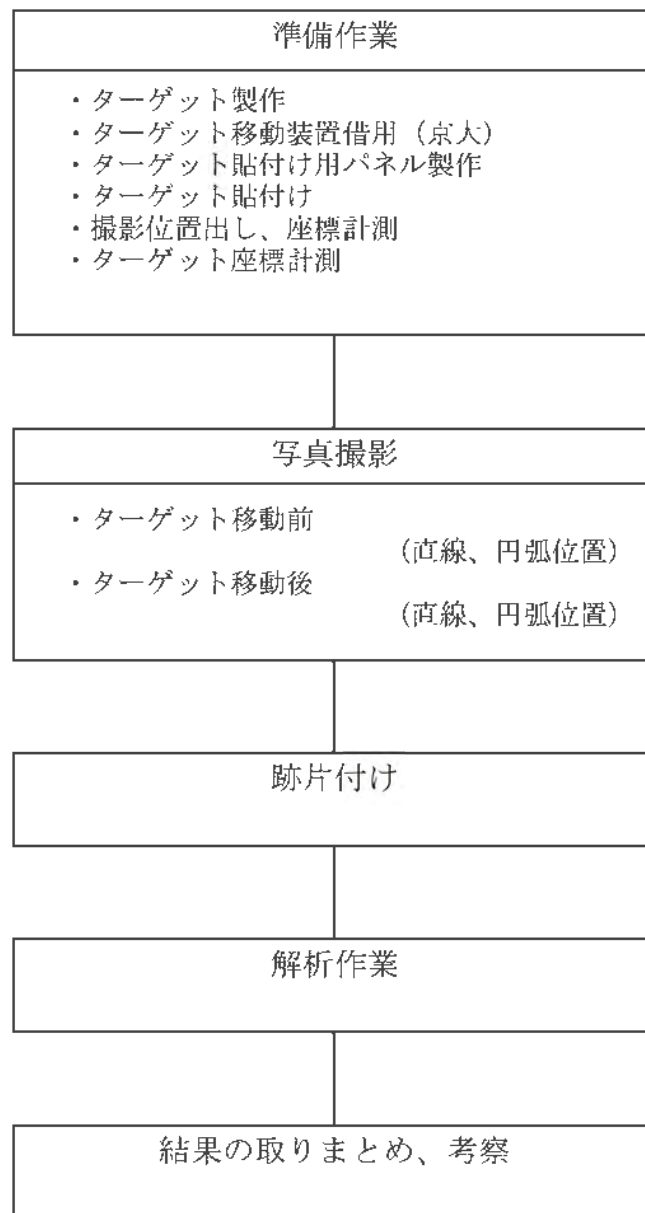 準備作業
・ターゲット製作
・ターゲット移動装置借用（京大）
・ターゲット貼付け用パネル製作
・ターゲット貼付け
・撮影位置出し、座標計測
・ターゲット座標計測
写真撮影
・ターゲット移動前
（直線、円弧位置）
・ターゲット移動後
（直線、円弧位置）
跡片付け
解析作業
結果の取りまとめ、考察